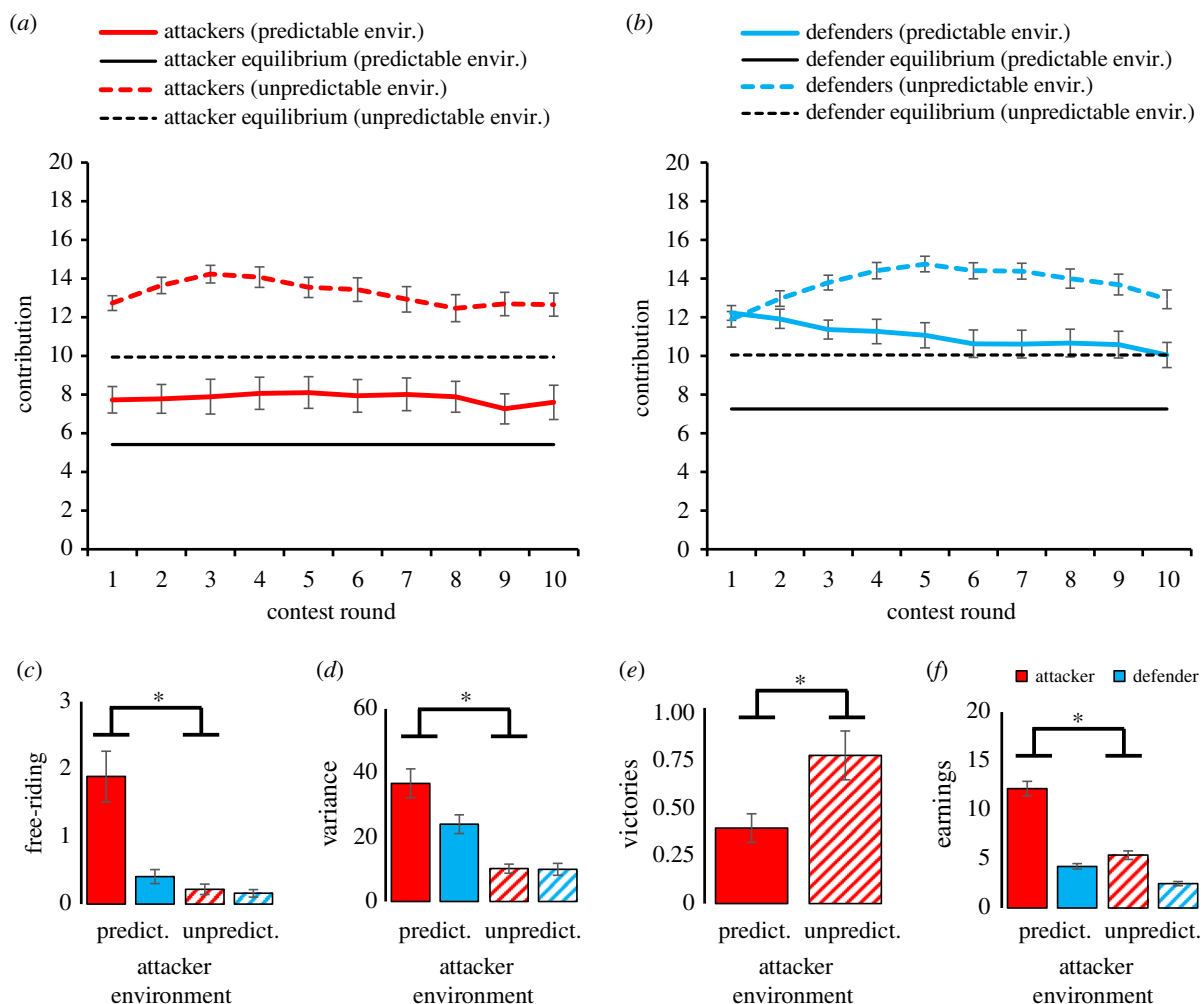 (a)
attackers (predictable envir.)
attacker equilibrium (predictable envir.)
attackers (unpredictable envir.)
attacker equilibrium (unpredictable envir.)
20
18
16
14
12
10
8
6
4
2
0
contribution
1 2 3 4 5 6 7 8 9 10
contest round
(b)
defenders (predictable envir.)
defender equilibrium (predictable envir.)
defenders (unpredictable envir.)
defender equilibrium (unpredictable envir.)
20
18
16
14
12
10
8
6
4
2
0
contribution
1 2 3 4 5 6 7 8 9 10
contest round
(c)
3
2
1
0
free-riding
*
predict. unpredict.
attacker
environment
(d)
60
40
20
0
variance
*
predict. unpredict.
attacker
environment
(e)
1.00
0.75
0.50
0.25
0
victories
*
predict. unpredict.
attacker
environment
(f)
attacker defender
20
15
10
5
0
earnings
*
predict. unpredict.
attacker
environment